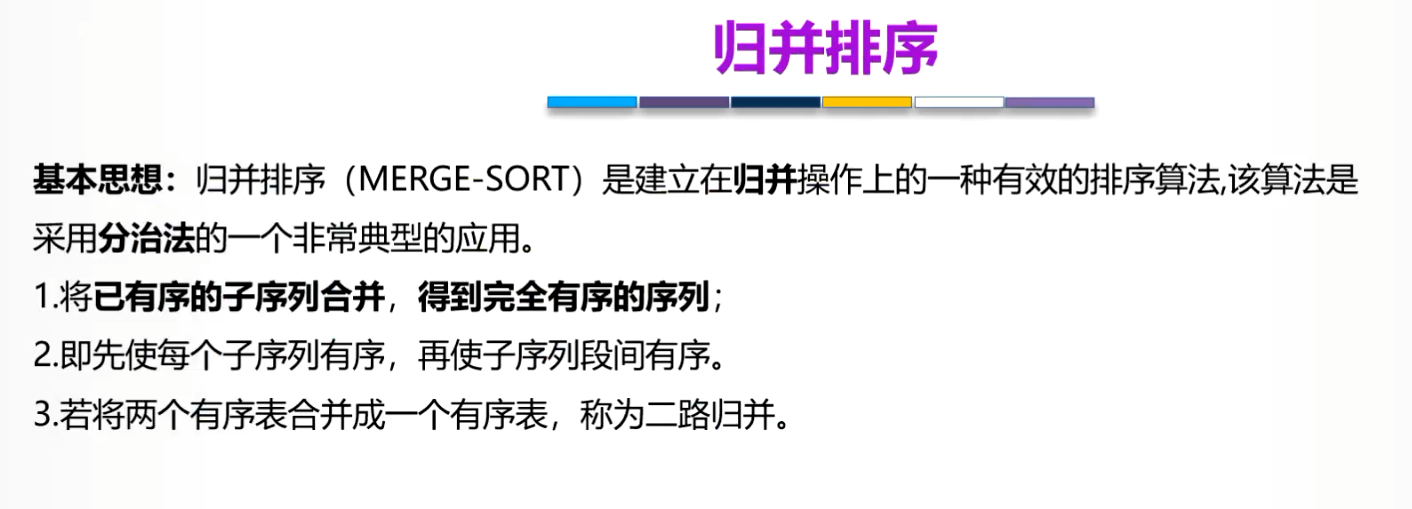 归并排序
基本思想：归并排序（MERGE-SORT）是建立在归并操作上的一种有效的排序算法,该算法是
采用分治法的一个非常典型的应用。
1.将已有序的子序列合并，得到完全有序的序列；
2.即先使每个子序列有序，再使子序列段间有序。
3.若将两个有序表合并成一个有序表，称为二路归并。